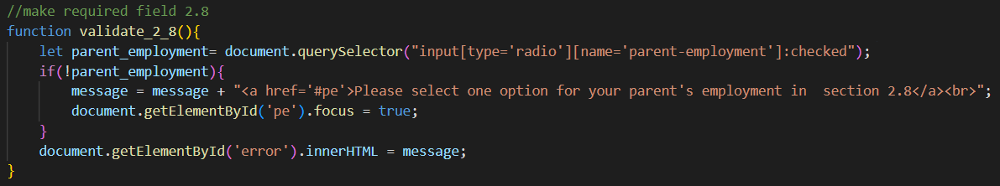 //make required field 2.8
function validate_2_8(){
let parent_employment= document.querySelector("input[type='radio'][name='parent-employment']:checked");
if(!parent_employment){
message = message + "<a href='#pe'>Please select one option for your parent's employment in  section 2.8</a><br>";
document.getElementById('pe').focus = true;
}
document.getElementById('error').innerHTML = message;
}